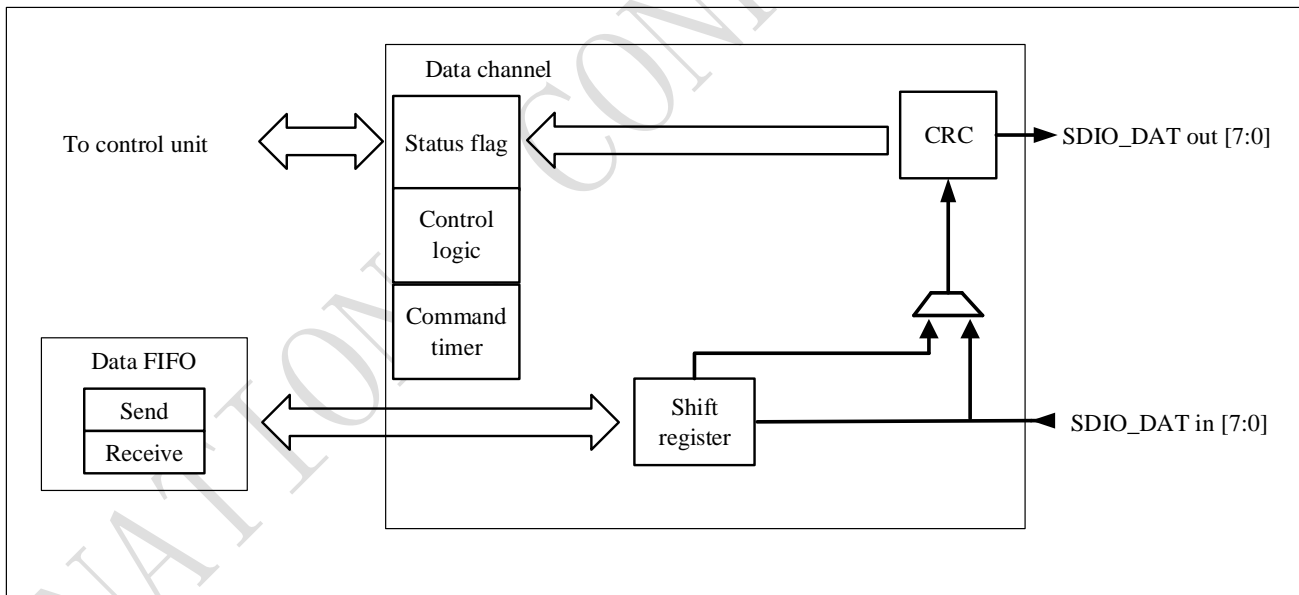 Data channel
To control unit
Status flag
CRC
SDIO_DAT out [7:0]
Control
logic
Command
timer
Data FIFO
Send
Receive
Shift
register
SDIO_DAT in [7:0]
NATION